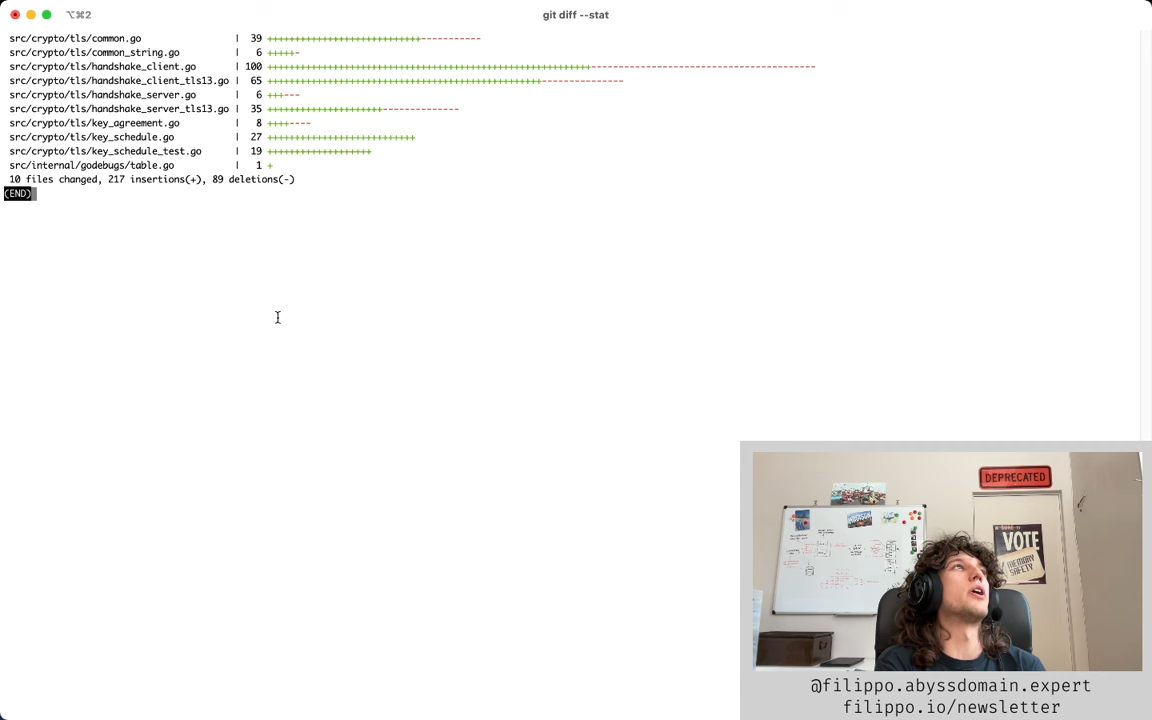 ⌥⌘2
git diff --stat
src/crypto/tls/common.go | 39 ++++++++++++++++++++++++++++-----------
src/crypto/tls/common_string.go | 6 +++++-
src/crypto/tls/handshake_client.go | 100 +++++++++++++++++++++++++++++++++++++++++++++++++++++++++++-----------------------------------------
src/crypto/tls/handshake_client_tls13.go | 65 ++++++++++++++++++++++++++++++++++++++++++++++++++---------------
src/crypto/tls/handshake_server.go | 6 +++---
src/crypto/tls/handshake_server_tls13.go | 35 +++++++++++++++++++++--------------
src/crypto/tls/key_agreement.go | 8 ++++----
src/crypto/tls/key_schedule.go | 27 +++++++++++++++++++++++++++
src/crypto/tls/key_schedule_test.go | 19 +++++++++++++++++++
src/internal/godebugs/table.go | 1 +
10 files changed, 217 insertions(+), 89 deletions(-)
(END)
DEPRECATED
VOTE
MEMORY
SAFETY
@filippo.abyssdomain.expert
filippo.io/newsletter